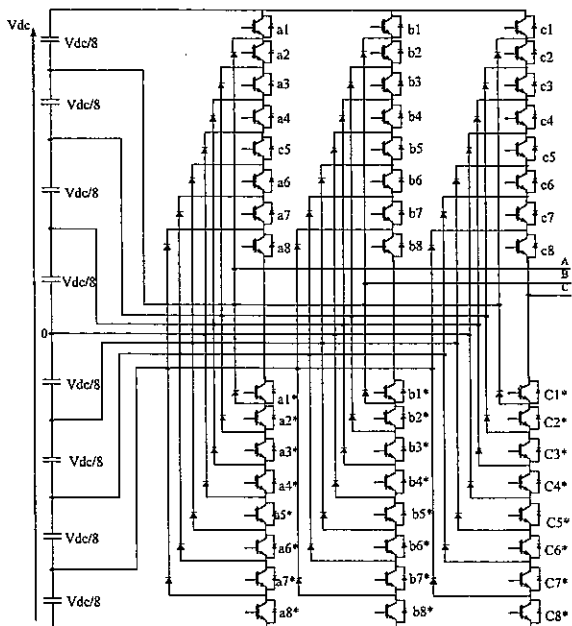 Vdc
a1 b1 c1
Vdc/8 a2 b2 c2
a3 b3 c3
Vdc/8 a4 b4 c4
c5 b5 c5
a6 b6 c6
Vdc/8 a7 b7 c7
a8 b8 c8
A
Vdc/8 B
C
0
Vdc/8 a1* b1* C1*
a2* b2* C2*
a3* b3* C3*
Vdc/8 a4* b4* C4*
a5* b5* C5*
Vdc/8 a6* b6* C6*
a7* b7* C7*
Vdc/8 a8* b8* C8*